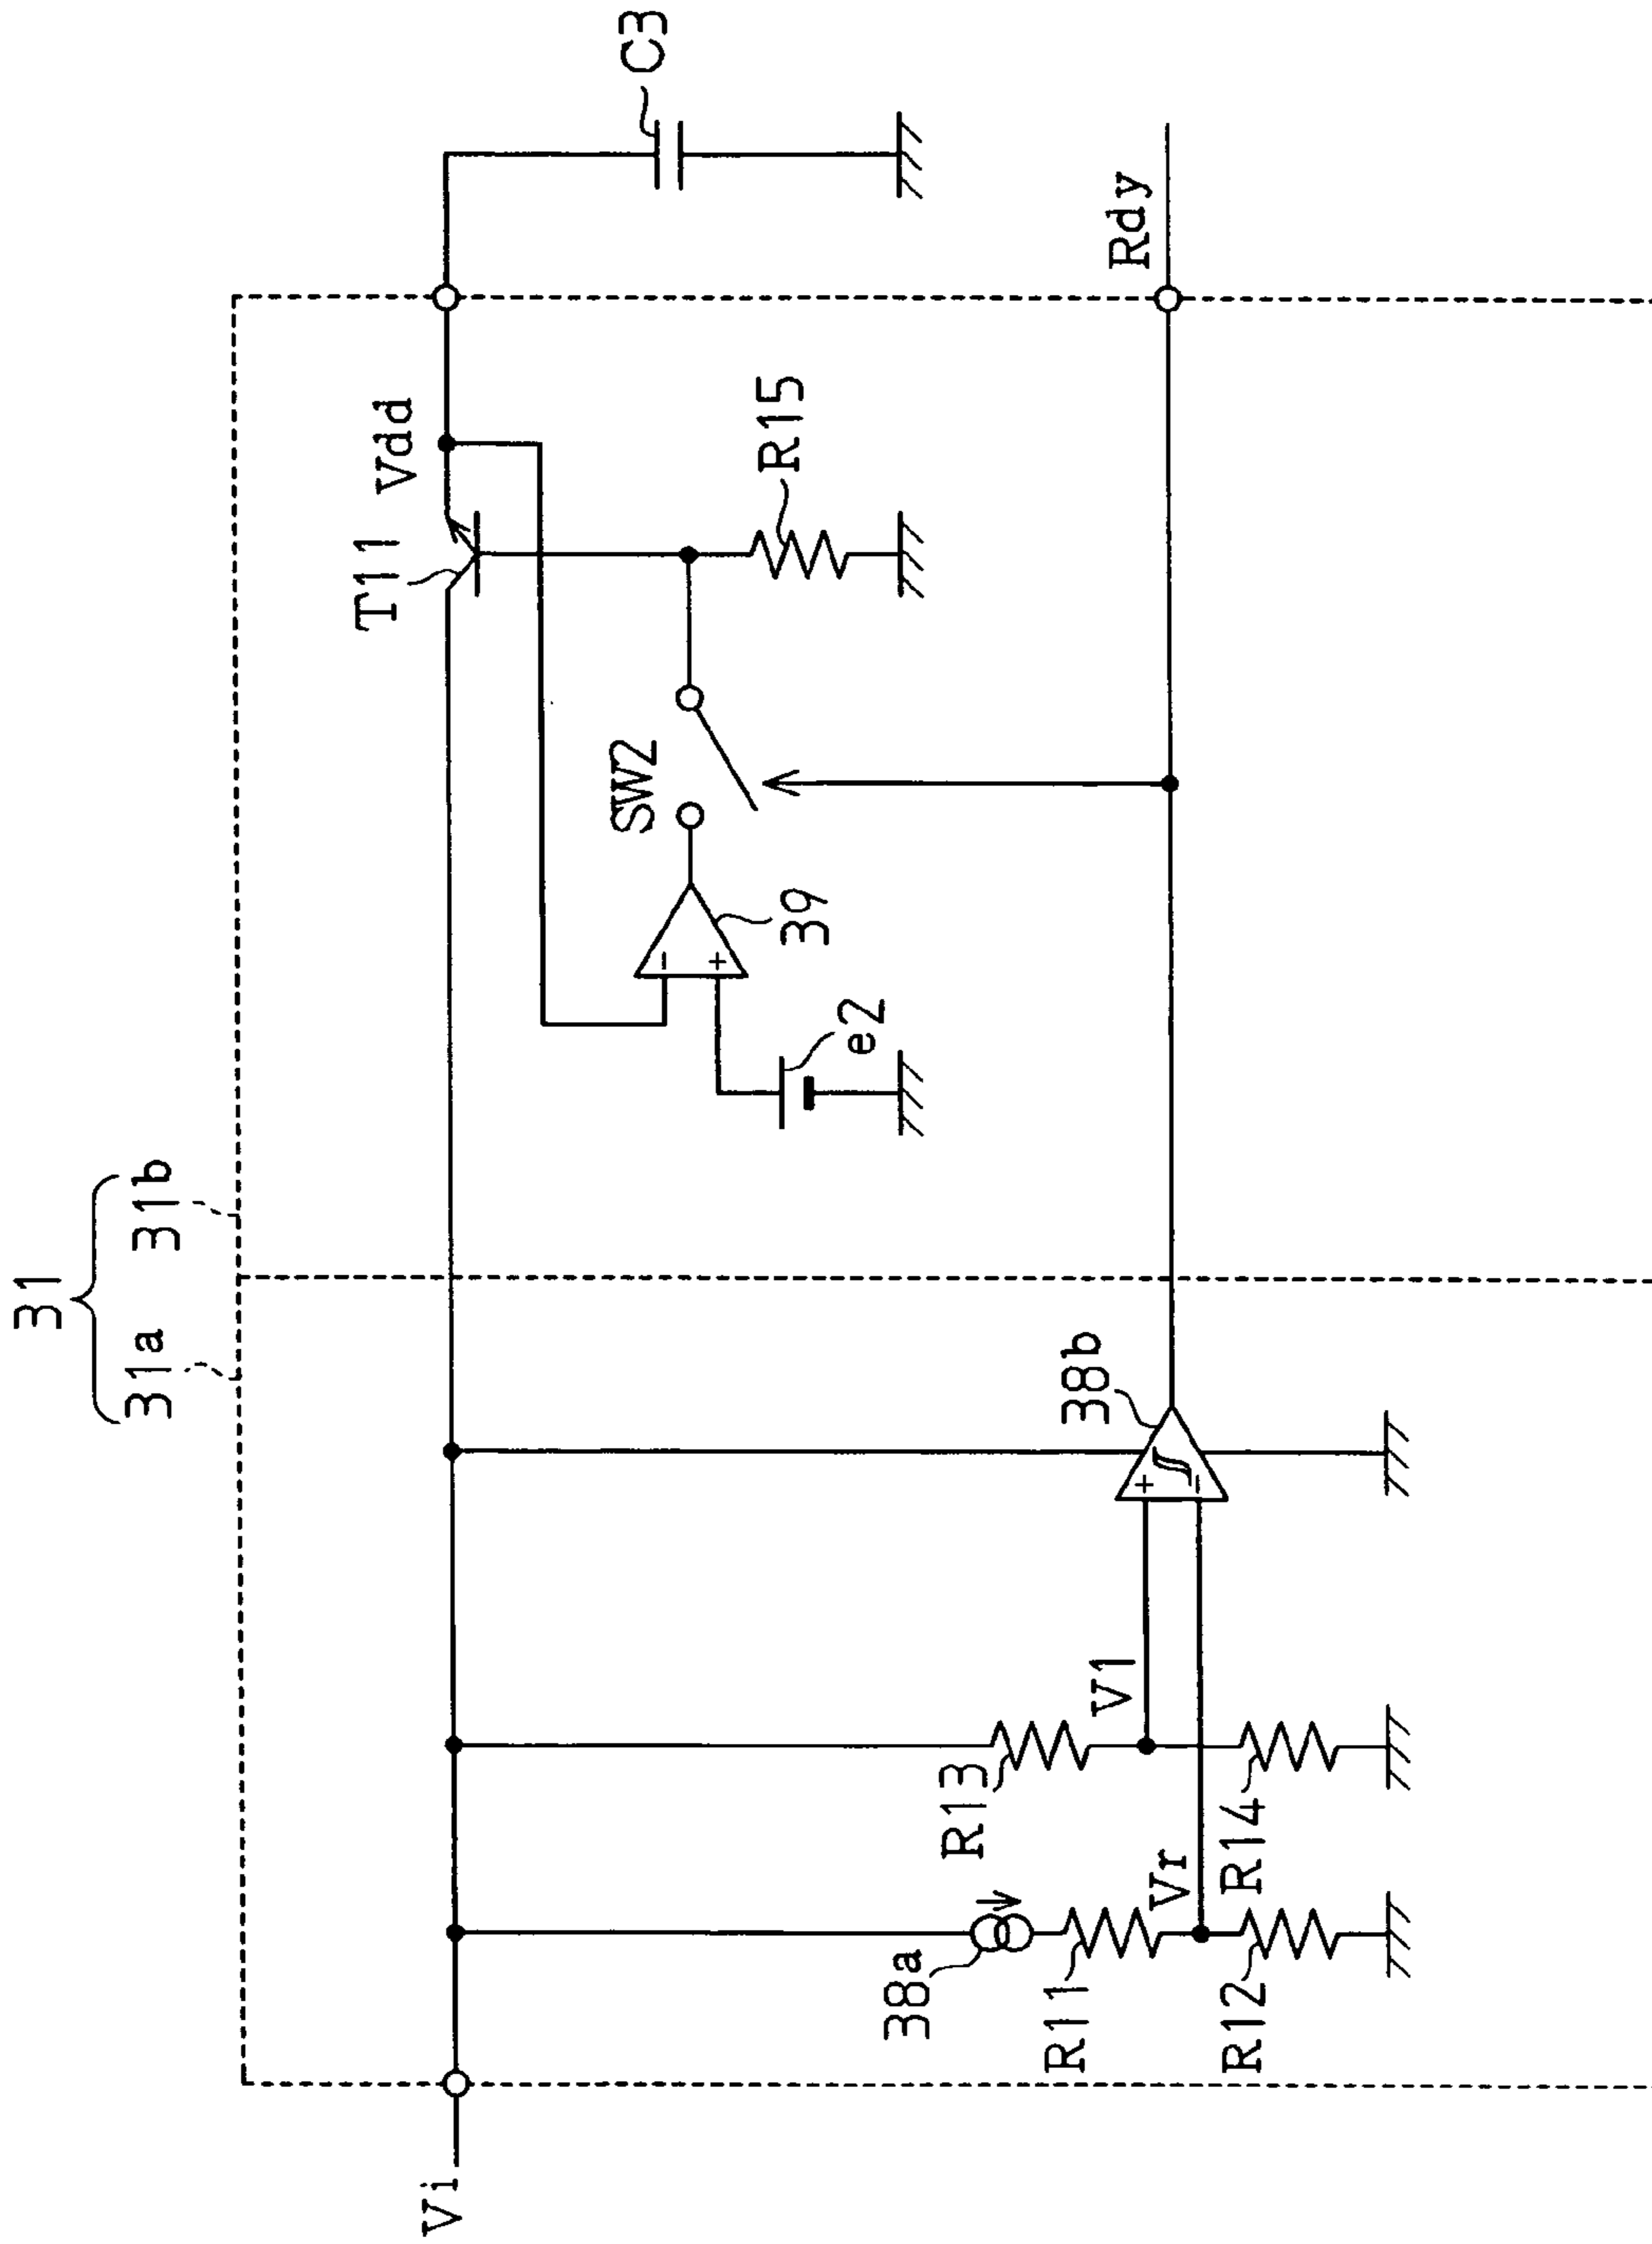 31
31a 31b
Vi
T11
Vdd
C3
SW2
R15
39
e2
38a
R11
R12
Vr
R13
R14
V1
38b
Rdy
+
-
-
+